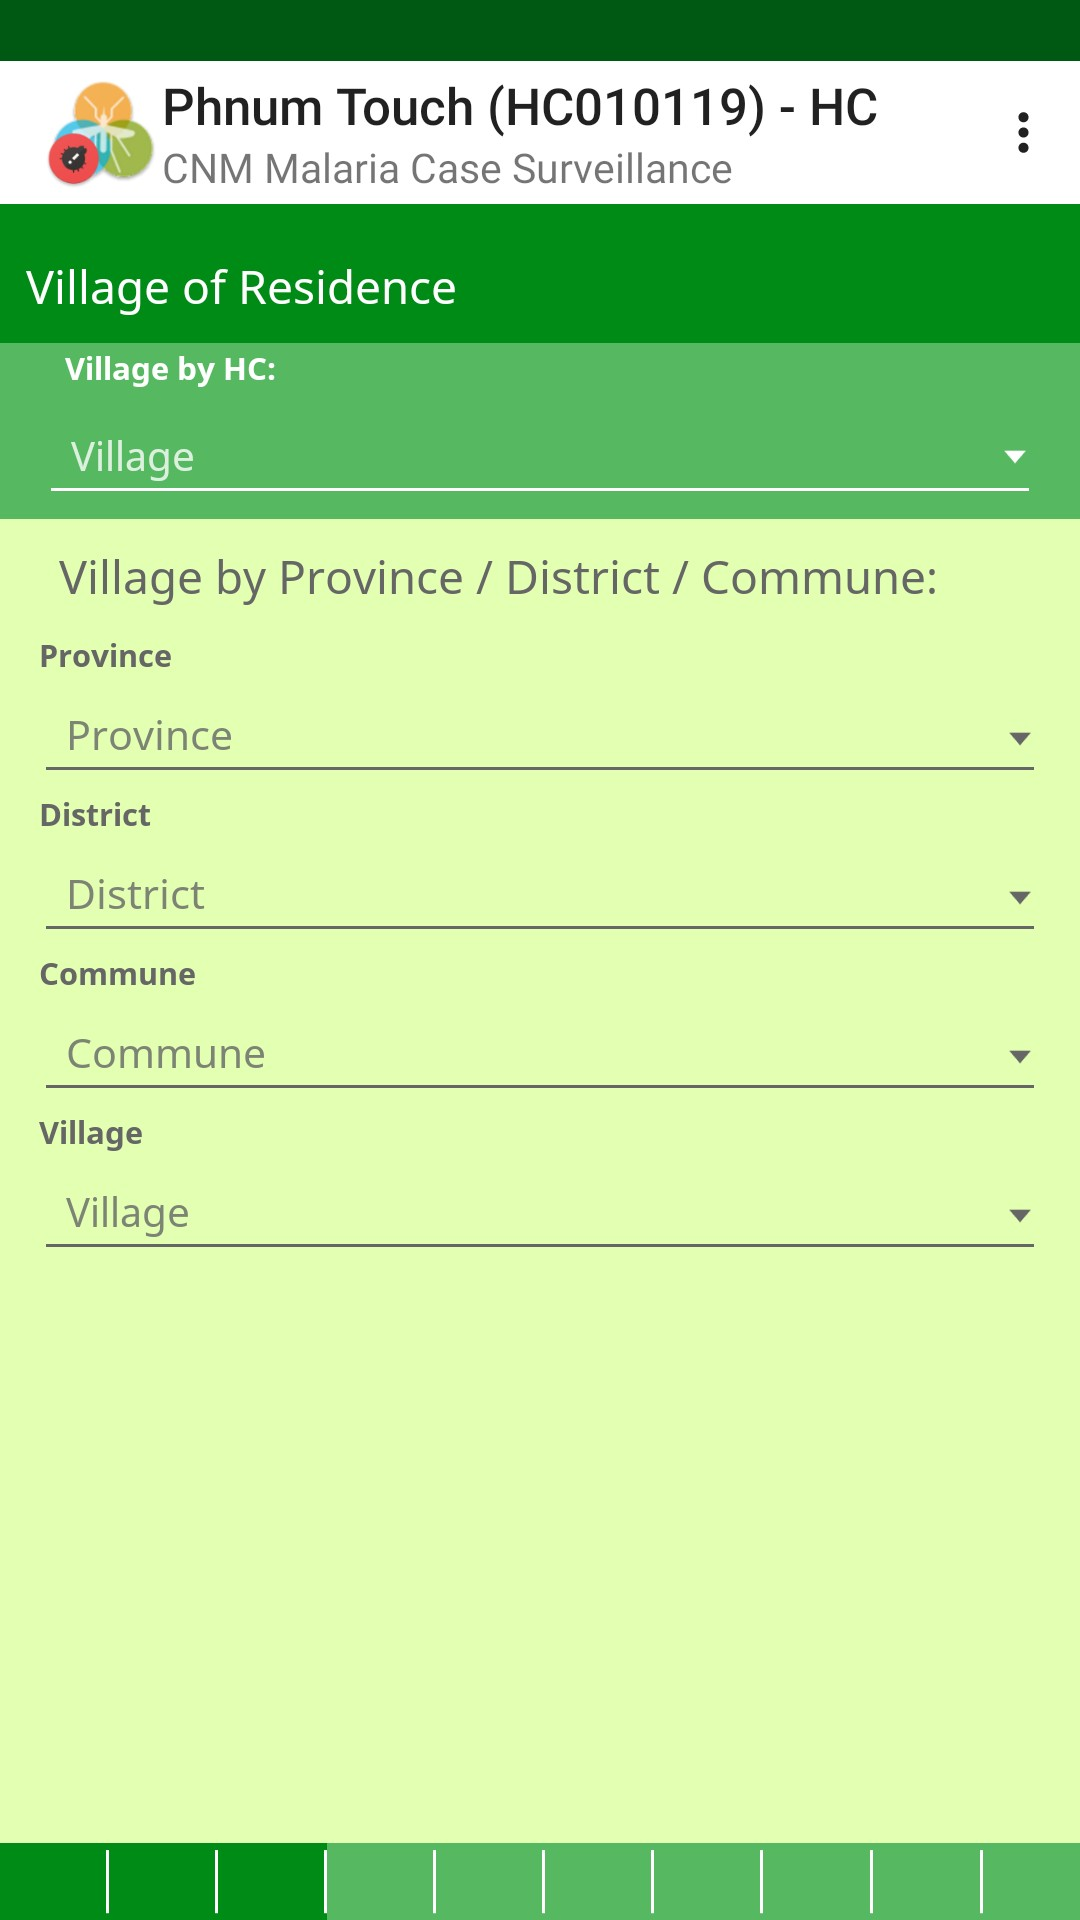 Phnum Touch (HC010119) - HC
CNM Malaria Case Surveillance
Village of Residence
Village by HC:
Village
Village by Province / District / Commune:
Province
Province
District
District
Commune
Commune
Village
Village